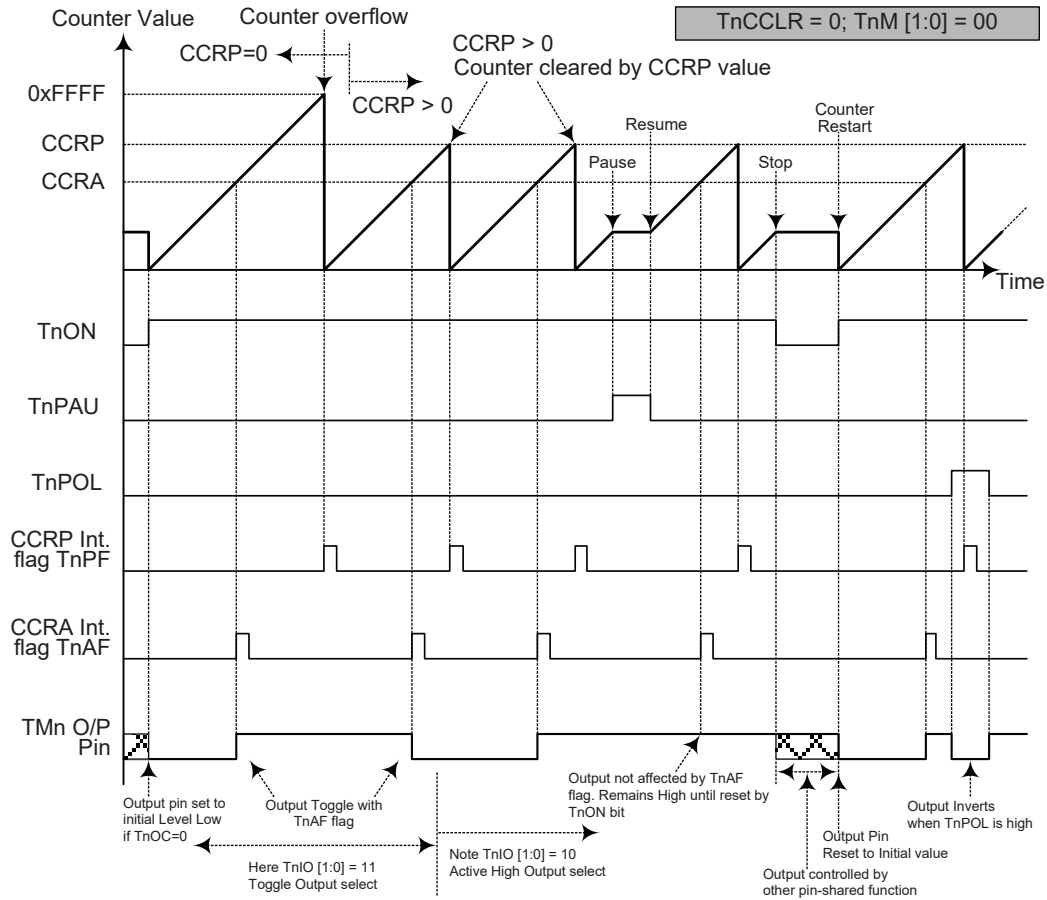 Counter Value
Counter overflow
TnCCLR = 0; TnM [1:0] = 00
CCRP=0
CCRP > 0
CCRP > 0
Counter cleared by CCRP value
0xFFFF
CCRP
CCRA
Pause
Resume
Stop
Counter
Restart
Time
TnON
TnPAU
TnPOL
CCRP Int.
flag TnPF
CCRA Int.
flag TnAF
TMn O/P
Pin
Output pin set to
initial Level Low
if TnOC=0
Output Toggle with
TnAF flag
Output not affected by TnAF
flag. Remains High until reset by
TnON bit
Output Inverts
when TnPOL is high
Output Pin
Reset to Initial value
Here TnIO [1:0] = 11
Toggle Output select
Note TnIO [1:0] = 10
Active High Output select
Output controlled by
other pin-shared function